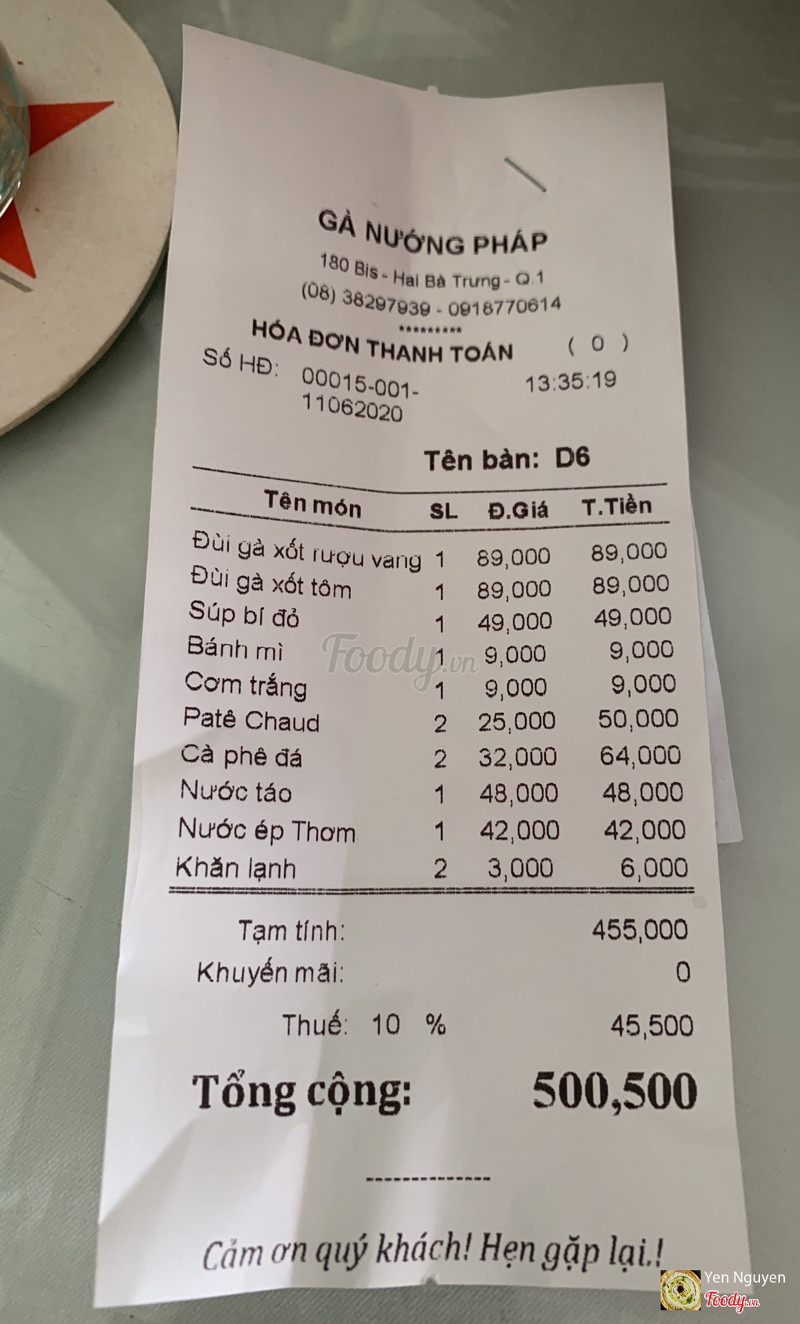 GÀ NƯỚNG PHÁP
180 Bis - Hai Bà Trưng - Q.1
(08) 38297939 - 0918770614
*********
HÓA ĐƠN THANH TOÁN ( 0 )
Số HĐ: 00015-001- 13:35:19
11062020
Tên bàn: D6
Tên món SL Đ.Giá T.Tiền
Đùi gà xốt rượu vang 1 89,000 89,000
Đùi gà xốt tôm 1 89,000 89,000
Súp bí đỏ 1 49,000 49,000
Bánh mì 1 9,000 9,000
Cơm trắng 1 9,000 9,000
Patê Chaud 2 25,000 50,000
Cà phê đá 2 32,000 64,000
Nước táo 1 48,000 48,000
Nước ép Thơm 1 42,000 42,000
Khăn lạnh 2 3,000 6,000
Tạm tính: 455,000
Khuyến mãi: 0
Thuế: 10 % 45,500
Tổng cộng: 500,500
-------------
Cảm ơn quý khách! Hẹn gặp lại.!
Foody.vn
Yen Nguyen
Foody.vn